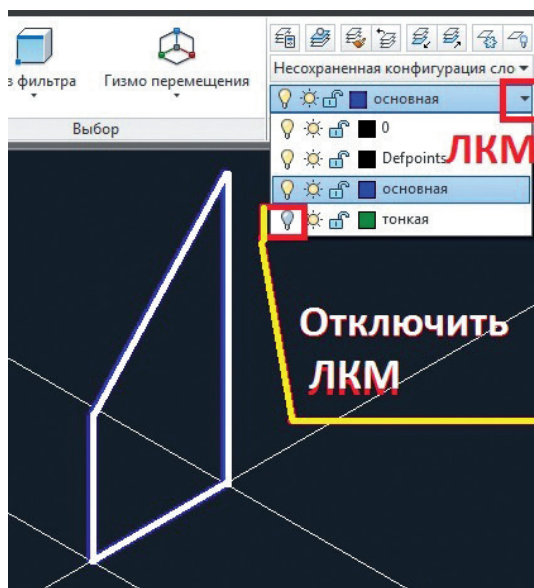 з фильтра
Гизмо перемещения
Выбор
Несохраненная конфигурация сло
основная
0
Defpoints
ЛКМ
основная
тонкая
Отключить
ЛКМ